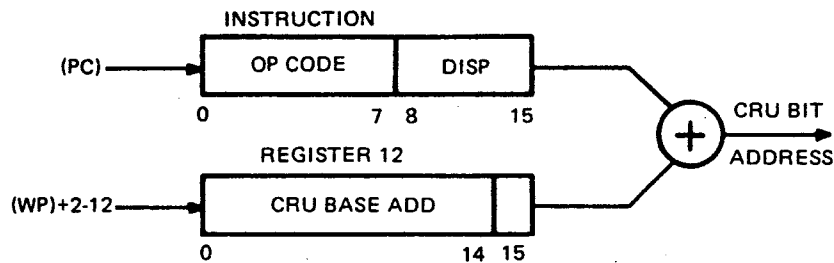 INSTRUCTION
(PC)
OP CODE
DISP
0
7
8
15
+
CRU BIT
ADDRESS
REGISTER 12
(WP)+2-12
CRU BASE ADD
0
14
15